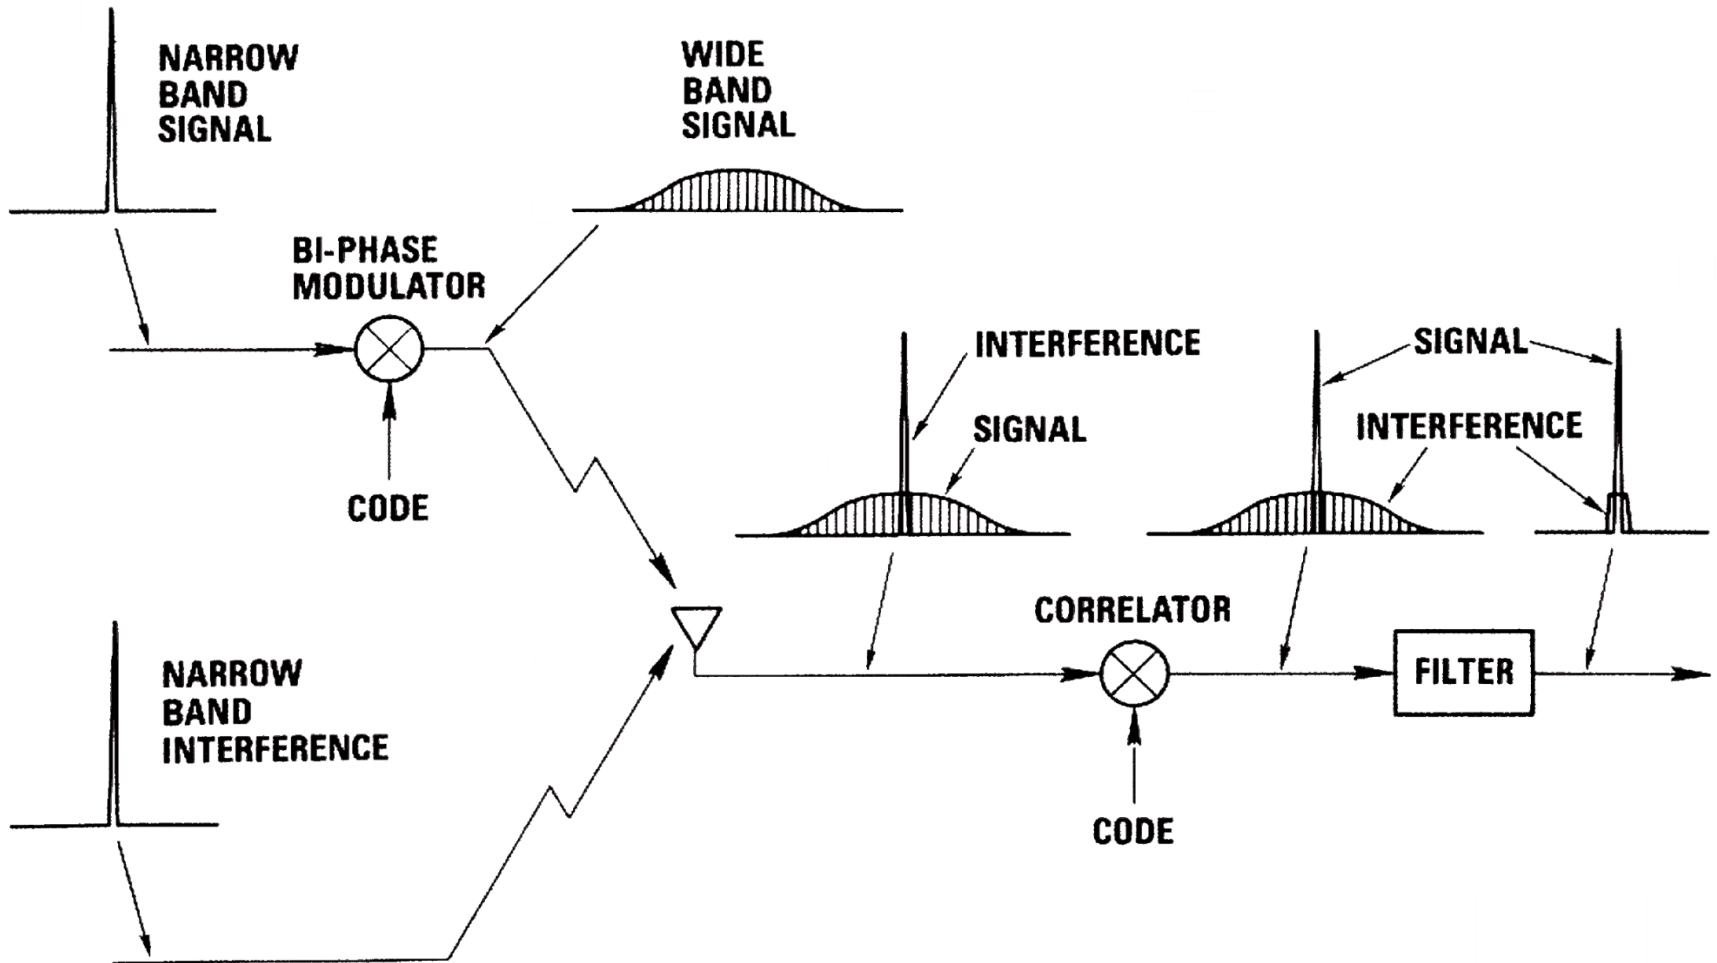 NARROW
BAND
SIGNAL
WIDE
BAND
SIGNAL
BI-PHASE
MODULATOR
CODE
INTERFERENCE
SIGNAL
SIGNAL
INTERFERENCE
CORRELATOR
FILTER
CODE
NARROW
BAND
INTERFERENCE